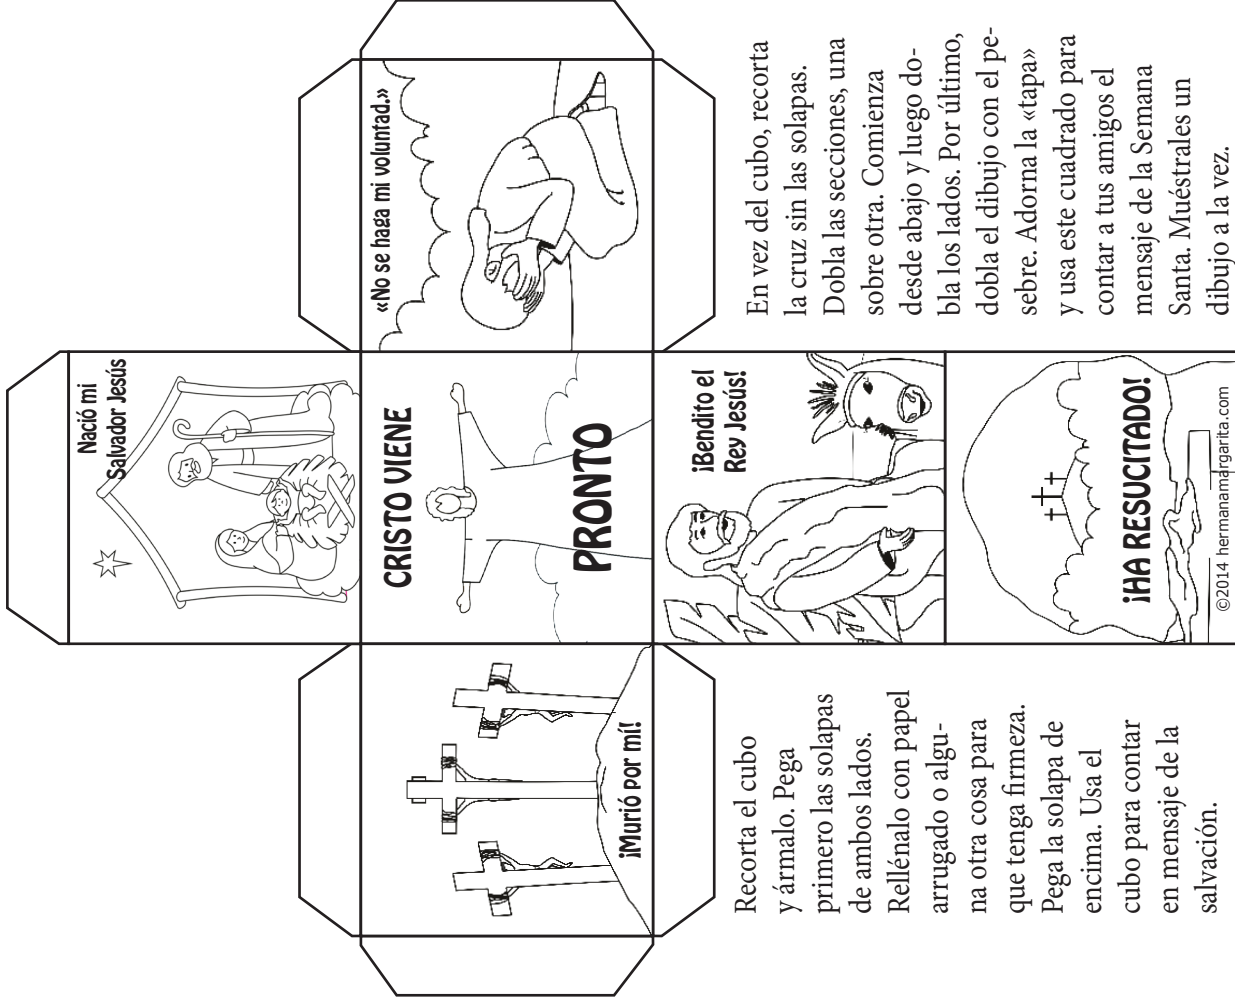 Nació mi
Salvador Jesús
«No se haga mi voluntad.»
CRISTO VIENE
PRONTO
¡Murió por mí!
¡Bendito el
Rey Jesús!
¡HA RESUCITADO!
©2014 hermanamargarita.com
Recorta el cubo
y ármalo. Pega
primero las solapas
de ambos lados.
Rellénalo con papel
arrugado o algu-
na otra cosa para
que tenga firmeza.
Pega la solapa de
encima. Usa el
cubo para contar
en mensaje de la
salvación.
En vez del cubo, recorta
la cruz sin las solapas.
Dobla las secciones, una
sobre otra. Comienza
desde abajo y luego do-
bla los lados. Por último,
dobla el dibujo con el pe-
sebre. Adorna la «tapa»
y usa este cuadrado para
contar a tus amigos el
mensaje de la Semana
Santa. Muéstrales un
dibujo a la vez.